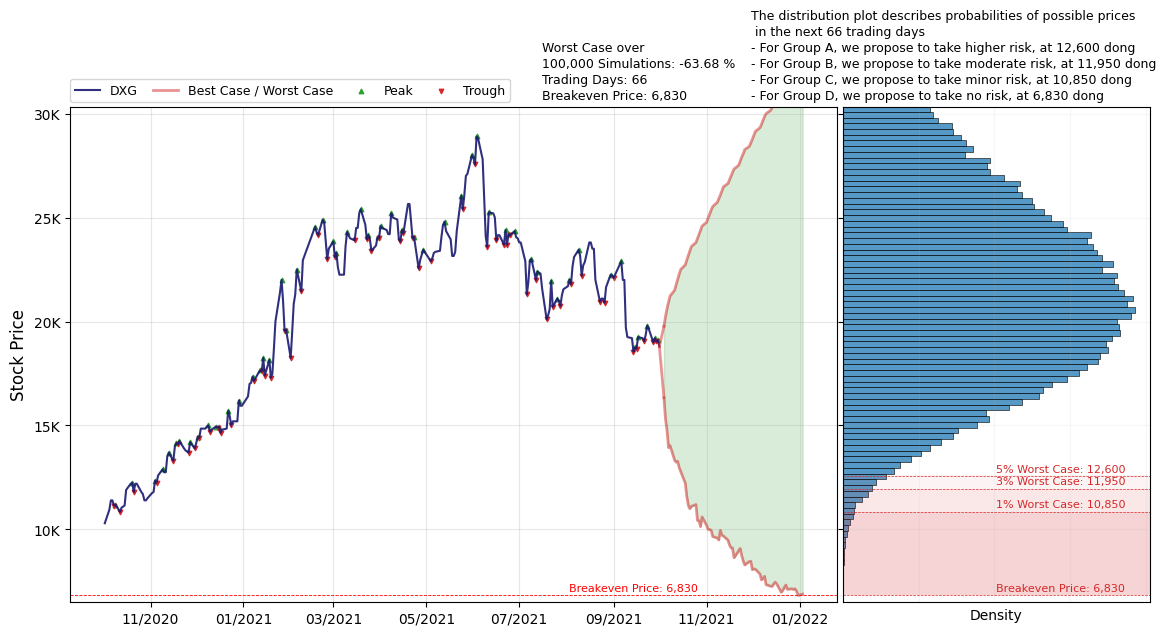 The distribution plot describes probabilities of possible prices
in the next 66 trading days
- For Group A, we propose to take higher risk, at 12,600 dong
- For Group B, we propose to take moderate risk, at 11,950 dong
- For Group C, we propose to take minor risk, at 10,850 dong
- For Group D, we propose to take no risk, at 6,830 dong
Worst Case over
100,000 Simulations: -63.68 %
Trading Days: 66
Breakeven Price: 6,830
DXG
Best Case / Worst Case
Peak
Trough
Stock Price
30K
25K
20K
15K
10K
Breakeven Price: 6,830
11/2020
01/2021
03/2021
05/2021
07/2021
09/2021
11/2021
01/2022
5% Worst Case: 12,600
3% Worst Case: 11,950
1% Worst Case: 10,850
Breakeven Price: 6,830
Density